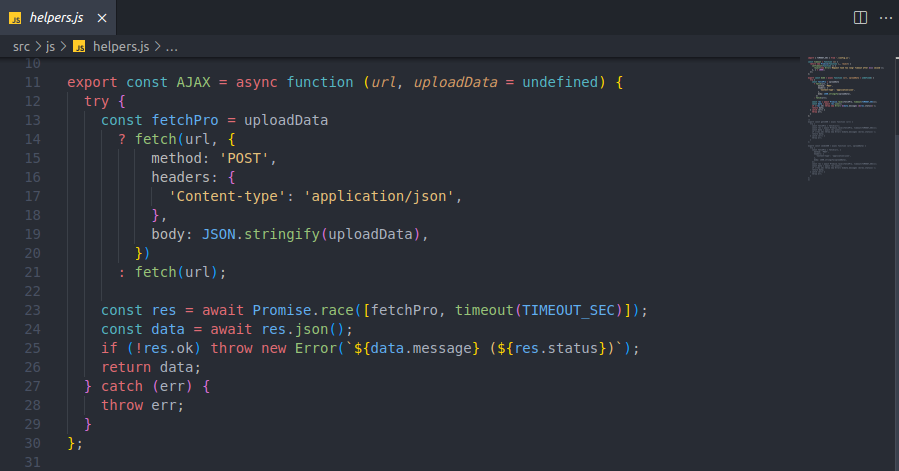 JS helpers.js ×
src > js > JS helpers.js > ...
10
11 export const AJAX = async function (url, uploadData = undefined) {
12   try {
13     const fetchPro = uploadData
14       ? fetch(url, {
15           method: 'POST',
16           headers: {
17             'Content-type': 'application/json',
18           },
19           body: JSON.stringify(uploadData),
20         })
21       : fetch(url);
22
23     const res = await Promise.race([fetchPro, timeout(TIMEOUT_SEC)]);
24     const data = await res.json();
25     if (!res.ok) throw new Error(`${data.message} (${res.status})`);
26     return data;
27   } catch (err) {
28     throw err;
29   }
30 };
31